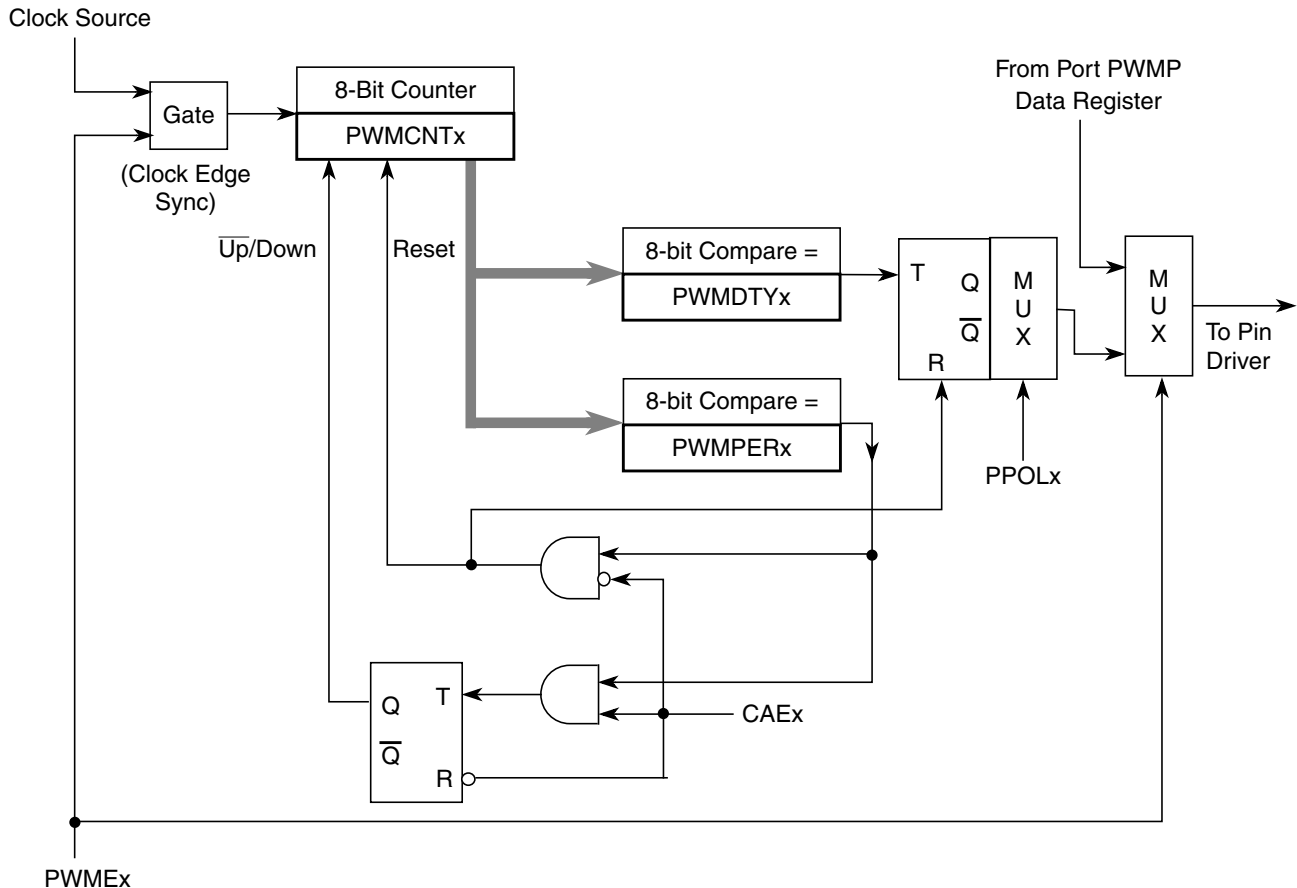 Clock Source
Gate
(Clock Edge
Sync)
8-Bit Counter
PWMCNTx
From Port PWMP
Data Register
U̅p̅/Down
Reset
8-bit Compare =
PWMDTYx
T
Q
Q̅
R
M
U
X
M
U
X
To Pin
Driver
8-bit Compare =
PWMPERx
PPOLx
Q
T
Q̅
R
CAEx
PWMEx